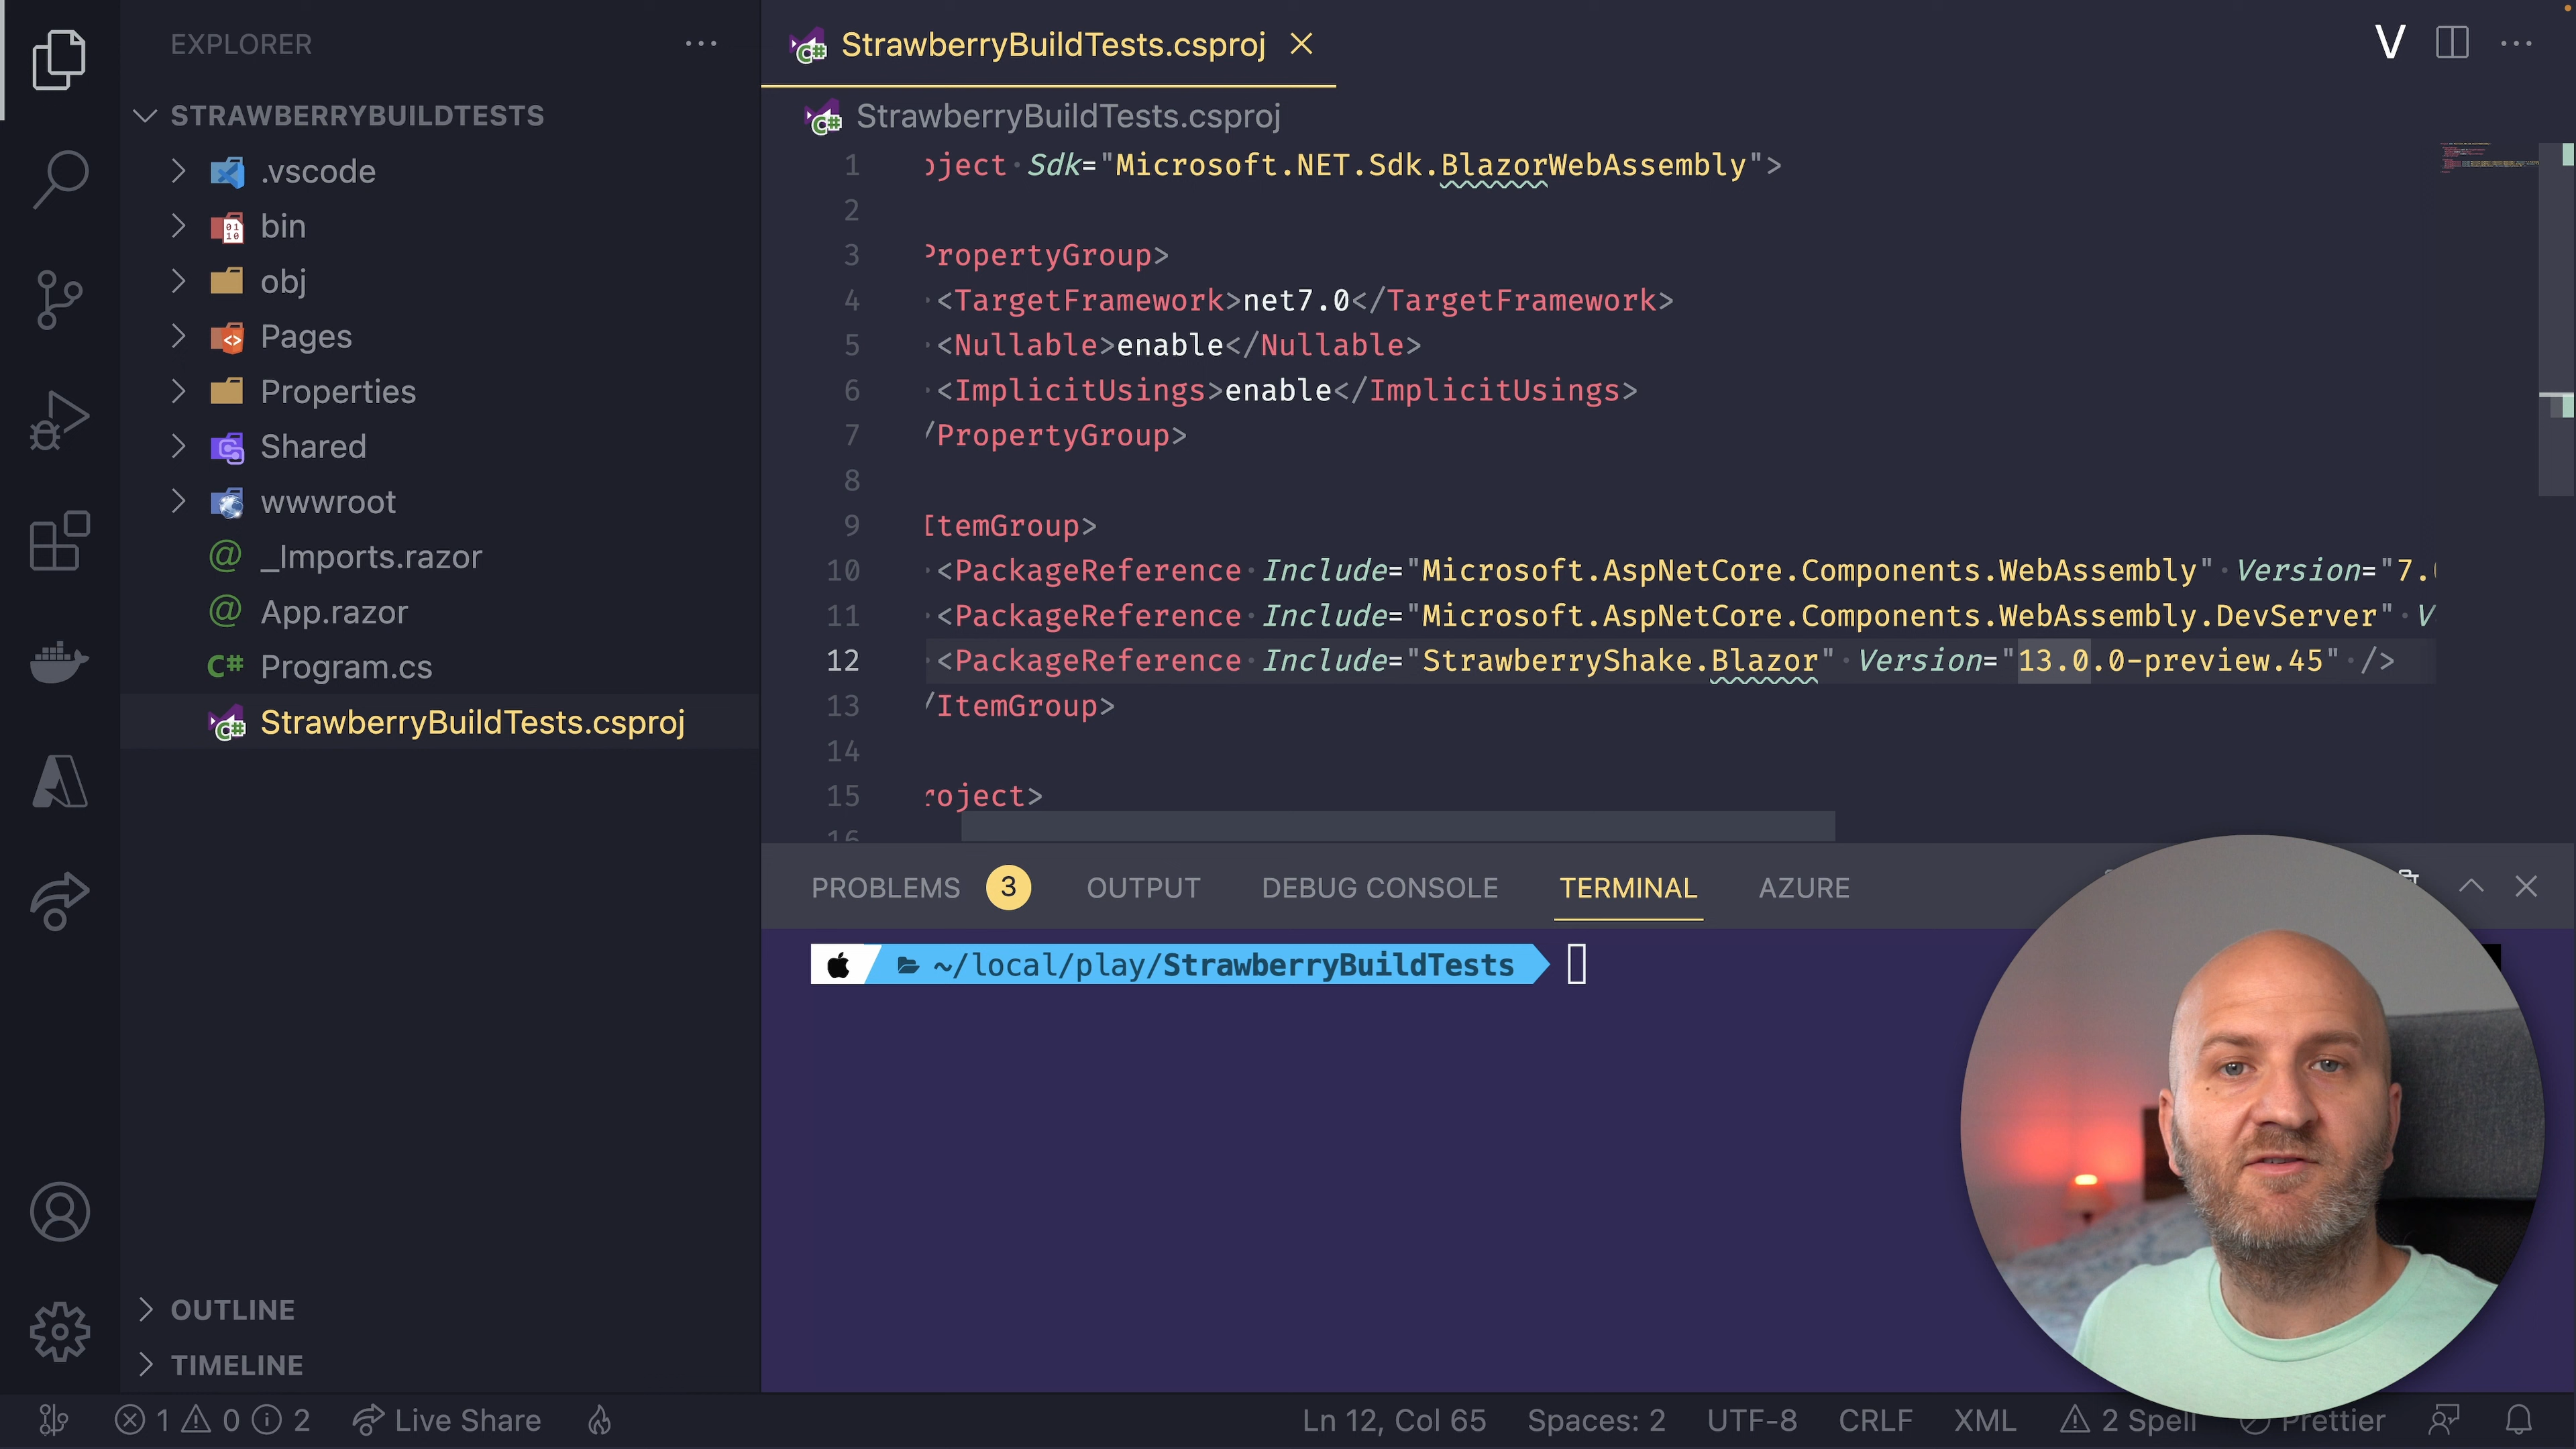 EXPLORER
STRAWBERRYBUILDTESTS
.vscode
bin
obj
Pages
Properties
Shared
wwwroot
_Imports.razor
App.razor
Program.cs
StrawberryBuildTests.csproj
OUTLINE
TIMELINE
StrawberryBuildTests.csproj
StrawberryBuildTests.csproj
1 oject Sdk="Microsoft.NET.Sdk.BlazorWebAssembly">
2
3 PropertyGroup>
4 <TargetFramework>net7.0</TargetFramework>
5 <Nullable>enable</Nullable>
6 <ImplicitUsings>enable</ImplicitUsings>
7 /PropertyGroup>
8
9 ItemGroup>
10 <PackageReference Include="Microsoft.AspNetCore.Components.WebAssembly" Version="7.
11 <PackageReference Include="Microsoft.AspNetCore.Components.WebAssembly.DevServer" V
12 <PackageReference Include="StrawberryShake.Blazor" Version="13.0.0-preview.45" />
13 /ItemGroup>
14
15 roject>
16
PROBLEMS 3 OUTPUT DEBUG CONSOLE TERMINAL AZURE
~/local/play/StrawberryBuildTests
1 0 2 Live Share Ln 12, Col 65 Spaces: 2 UTF-8 CRLF XML 2 Spell Prettier